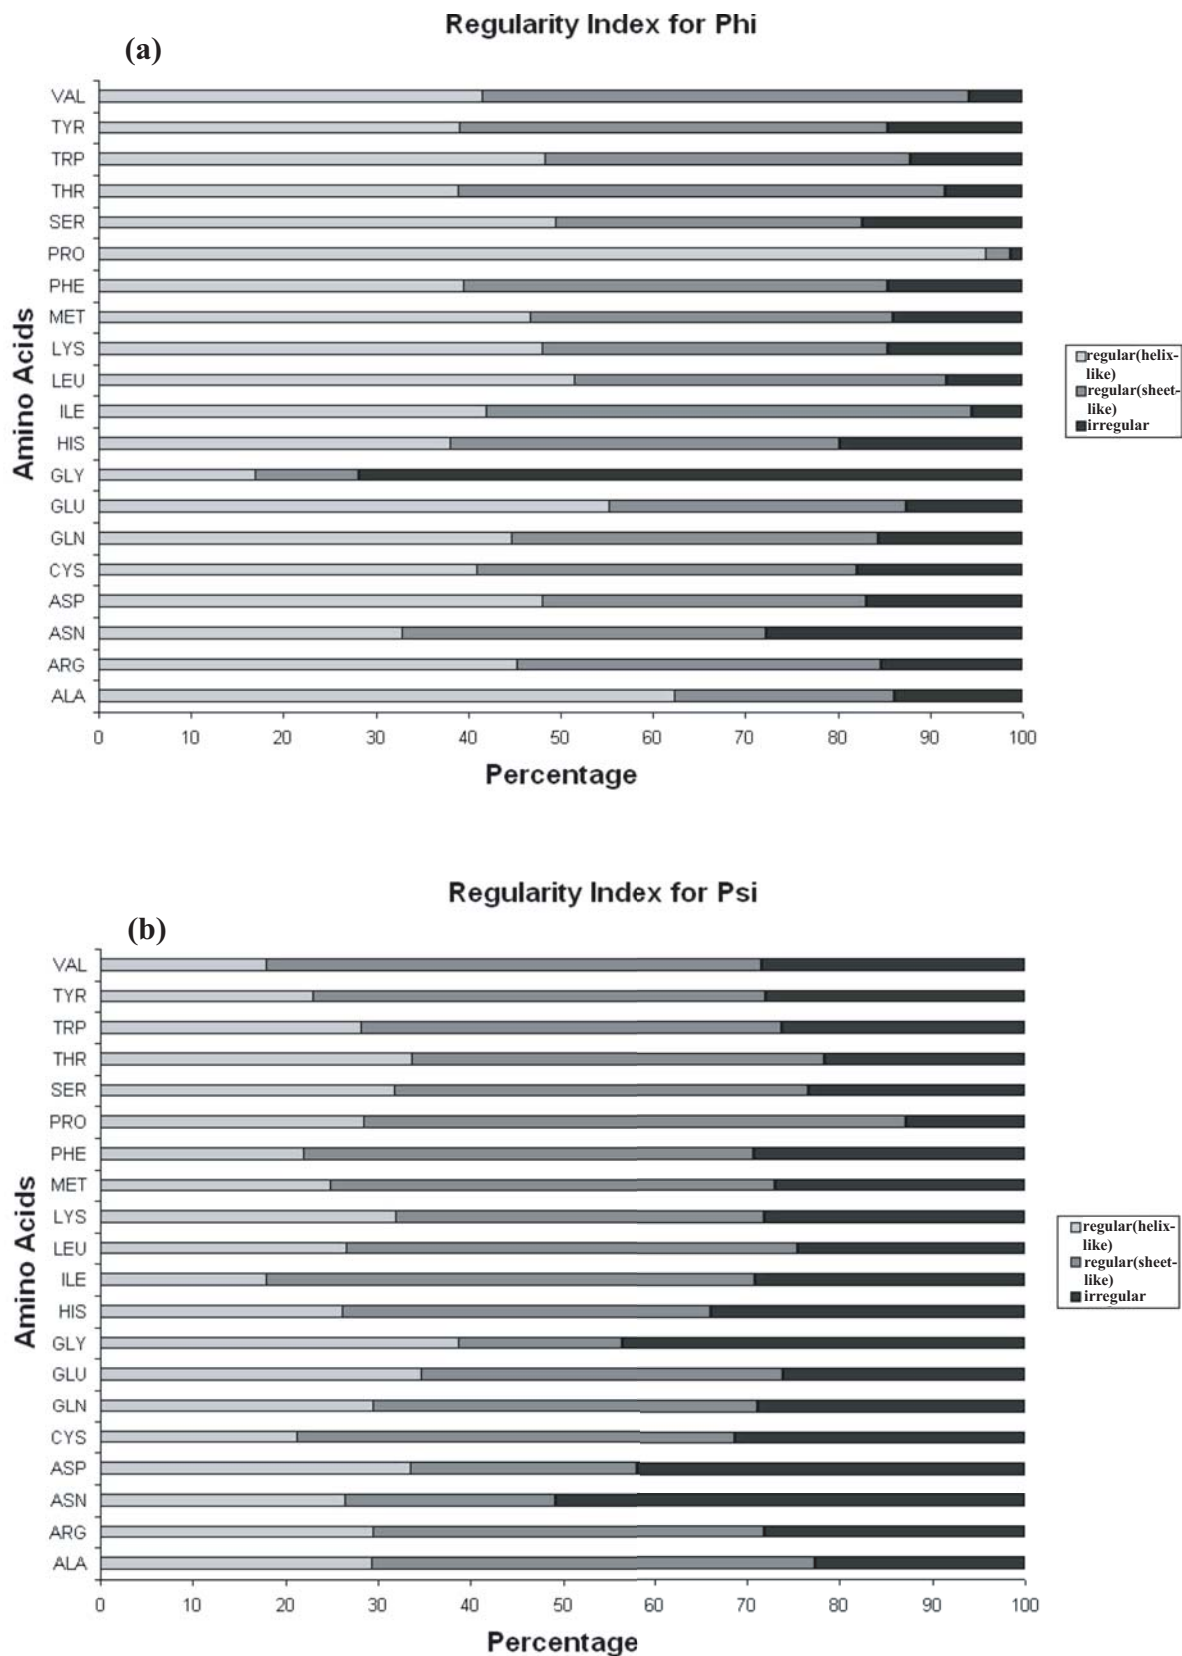 Regularity Index for Phi
(a)
VAL
TYR
TRP
THR
SER
PRO
PHE
MET
LYS
LEU
ILE
HIS
GLY
GLU
GLN
CYS
ASP
ASN
ARG
ALA
Amino Acids
0 10 20 30 40 50 60 70 80 90 100
Percentage
regular(helix-
like)
regular(sheet-
like)
irregular
Regularity Index for Psi
(b)
VAL
TYR
TRP
THR
SER
PRO
PHE
MET
LYS
LEU
ILE
HIS
GLY
GLU
GLN
CYS
ASP
ASN
ARG
ALA
Amino Acids
0 10 20 30 40 50 60 70 80 90 100
Percentage
regular(helix-
like)
regular(sheet-
like)
irregular